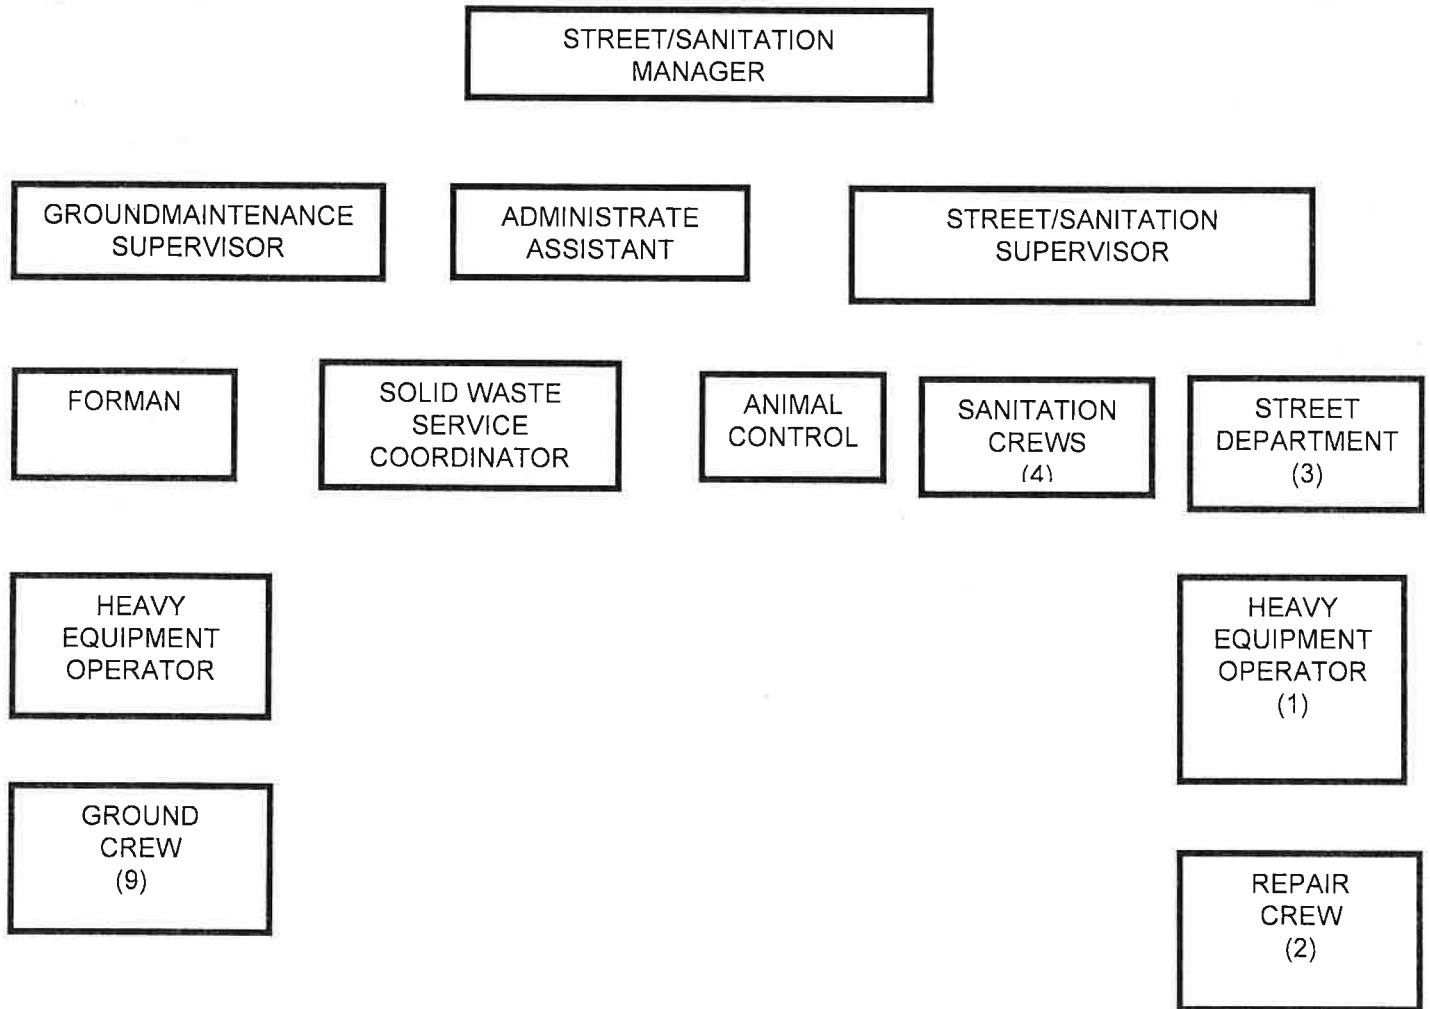 STREET/SANITATION
MANAGER
GROUNDMAINTENANCE
SUPERVISOR
ADMINISTRATE
ASSISTANT
STREET/SANITATION
SUPERVISOR
FORMAN
SOLID WASTE
SERVICE
COORDINATOR
ANIMAL
CONTROL
SANITATION
CREWS
(4)
STREET
DEPARTMENT
(3)
HEAVY
EQUIPMENT
OPERATOR
HEAVY
EQUIPMENT
OPERATOR
(1)
GROUND
CREW
(9)
REPAIR
CREW
(2)